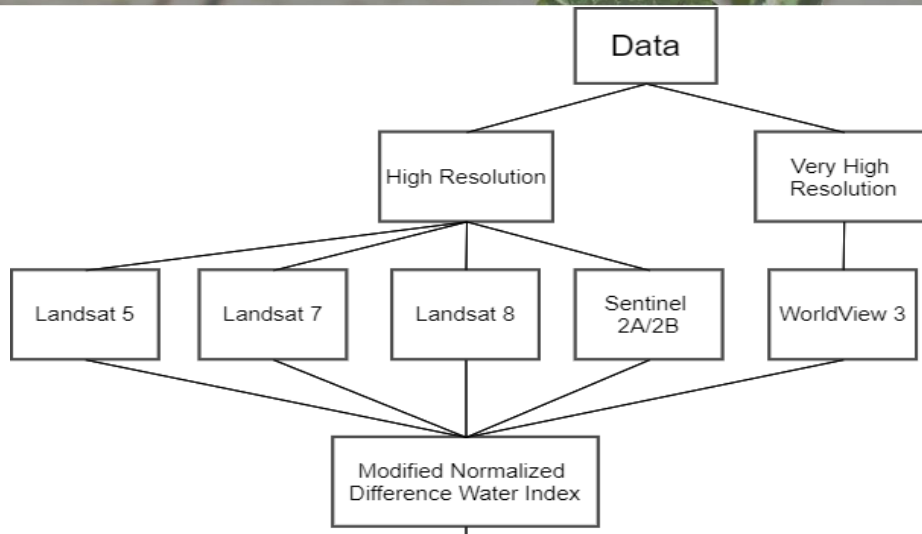 Data
High Resolution
Very High
Resolution
Landsat 5
Landsat 7
Landsat 8
Sentinel
2A/2B
WorldView 3
Modified Normalized
Difference Water Index